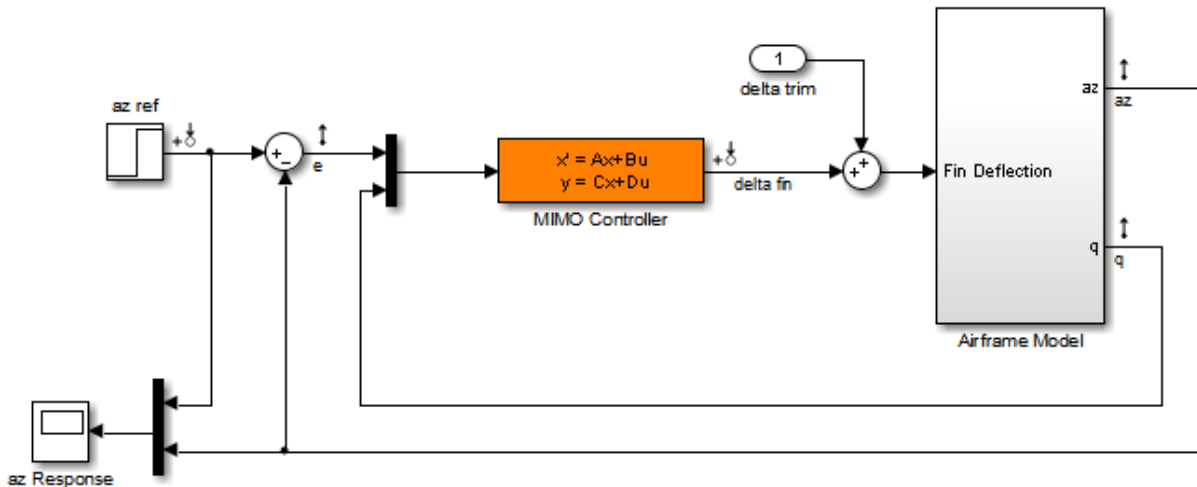 1
delta trim
az ref
az
az
e
x' = Ax+Bu
y = Cx+Du
delta fin
Fin Deflection
MIMO Controller
q
q
Airframe Model
az Response